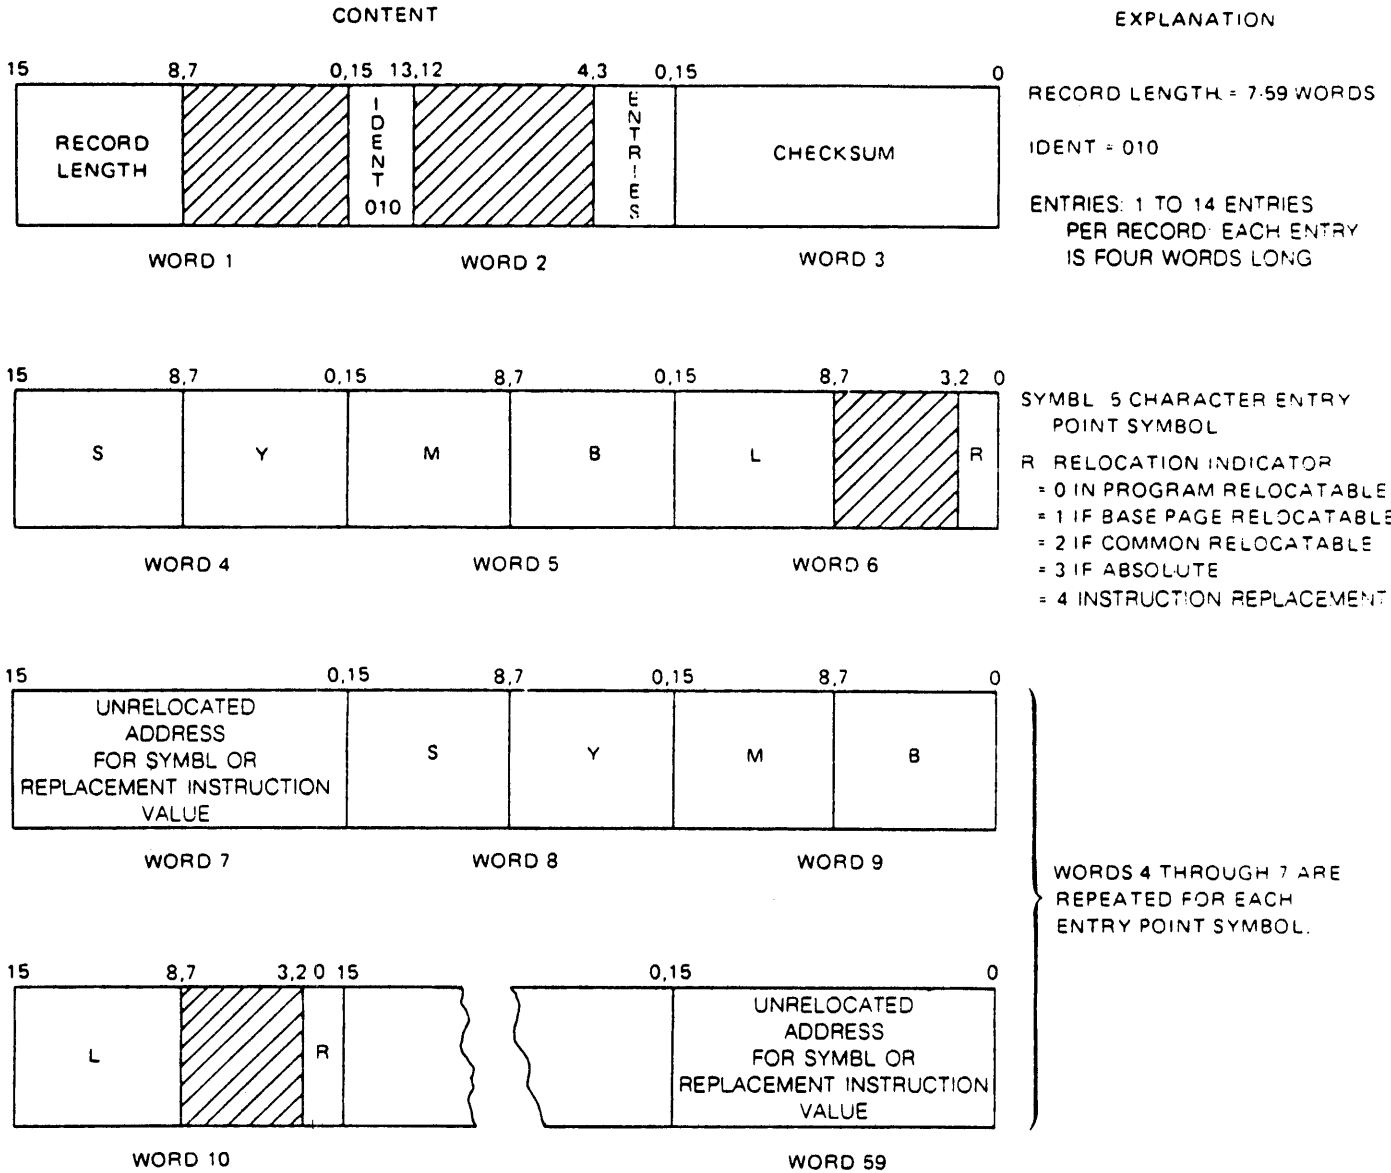 CONTENT
EXPLANATION
15 8,7 0,15 13,12 4,3 0,15 0
RECORD LENGTH
IDENT 010
ENTRIES
CHECKSUM
WORD 1 WORD 2 WORD 3
RECORD LENGTH = 7-59 WORDS
IDENT = 010
ENTRIES: 1 TO 14 ENTRIES
PER RECORD: EACH ENTRY
IS FOUR WORDS LONG
15 8,7 0,15 8,7 0,15 8,7 3,2 0
S Y M B L R
WORD 4 WORD 5 WORD 6
SYMBL 5 CHARACTER ENTRY
POINT SYMBOL
R RELOCATION INDICATOR
= 0 IN PROGRAM RELOCATABLE
= 1 IF BASE PAGE RELOCATABLE
= 2 IF COMMON RELOCATABLE
= 3 IF ABSOLUTE
= 4 INSTRUCTION REPLACEMENT
15 0,15 8,7 0,15 8,7 0
UNRELOCATED
ADDRESS
FOR SYMBL OR
REPLACEMENT INSTRUCTION
VALUE
S Y M B
WORD 7 WORD 8 WORD 9
WORDS 4 THROUGH 7 ARE
REPEATED FOR EACH
ENTRY POINT SYMBOL.
15 8,7 3,2 0 15 0,15 0
L R
UNRELOCATED
ADDRESS
FOR SYMBL OR
REPLACEMENT INSTRUCTION
VALUE
WORD 10 WORD 59